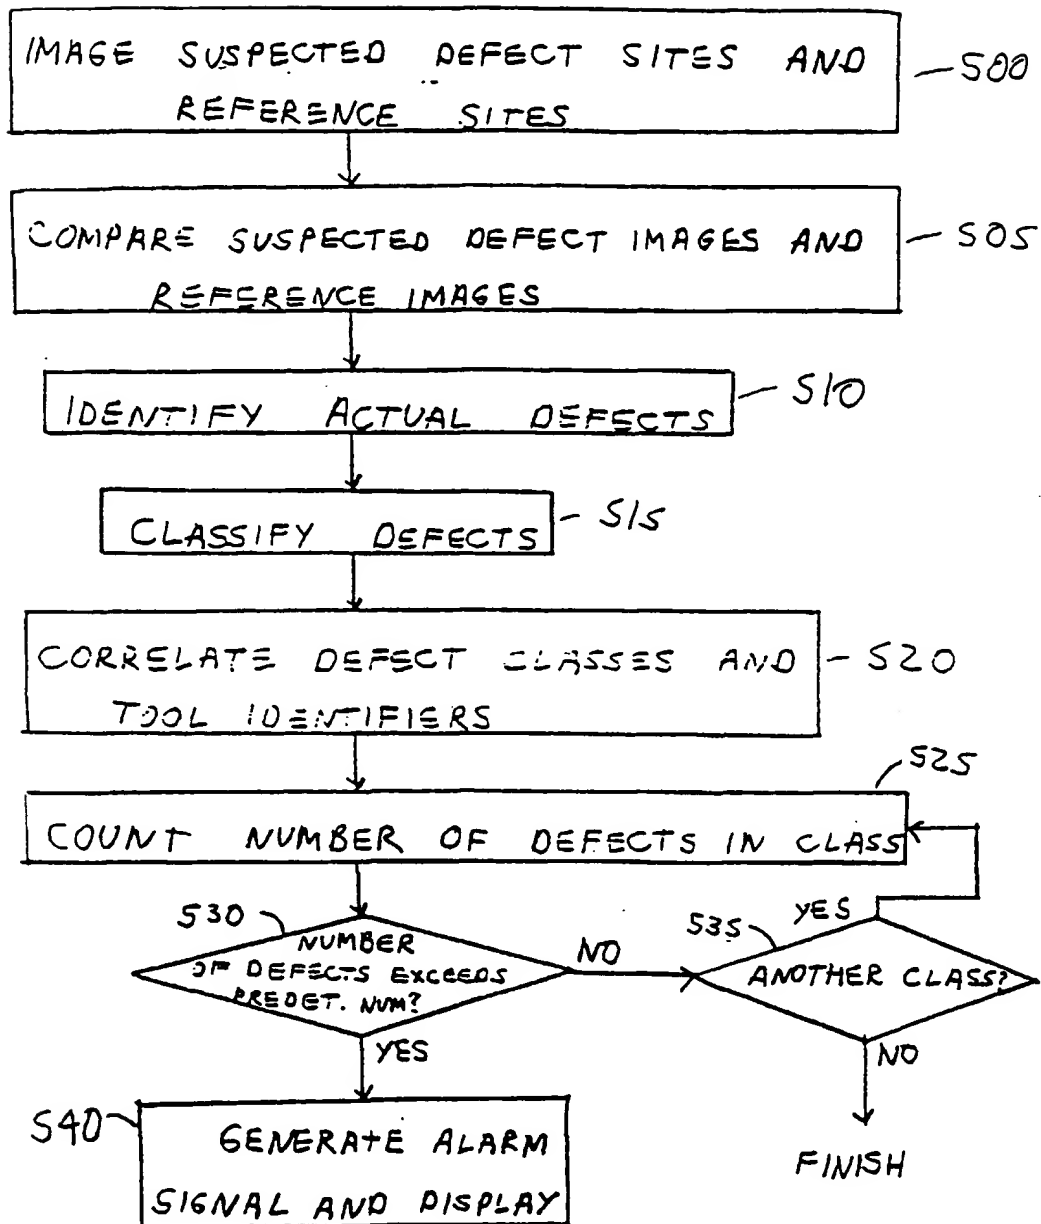 IMAGE SUSPECTED DEFECT SITES AND
REFERENCE SITES
500
COMPARE SUSPECTED DEFECT IMAGES AND
REFERENCE IMAGES
505
IDENTIFY ACTUAL DEFECTS
510
CLASSIFY DEFECTS
515
CORRELATE DEFECT CLASSES AND
TOOL IDENTIFIERS
520
525
COUNT NUMBER OF DEFECTS IN CLASS
530
NUMBER
OF DEFECTS EXCEEDS
PREDET. NUM?
NO
YES
535
YES
ANOTHER CLASS?
NO
FINISH
540
GENERATE ALARM
SIGNAL AND DISPLAY